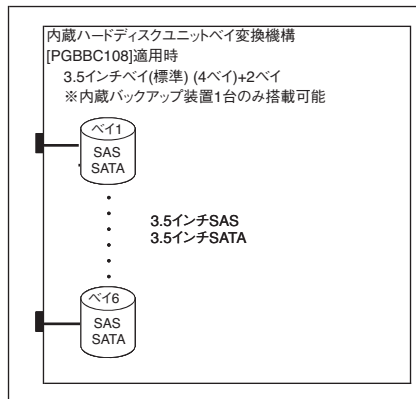 内蔵ハードディスクユニットベイ変換機構
[PGBBC108]適用時
3.5インチベイ(標準) (4ベイ)+2ベイ
※内蔵バックアップ装置1台のみ搭載可能
ベイ1
SAS
SATA
3.5インチSAS
3.5インチSATA
ベイ6
SAS
SATA